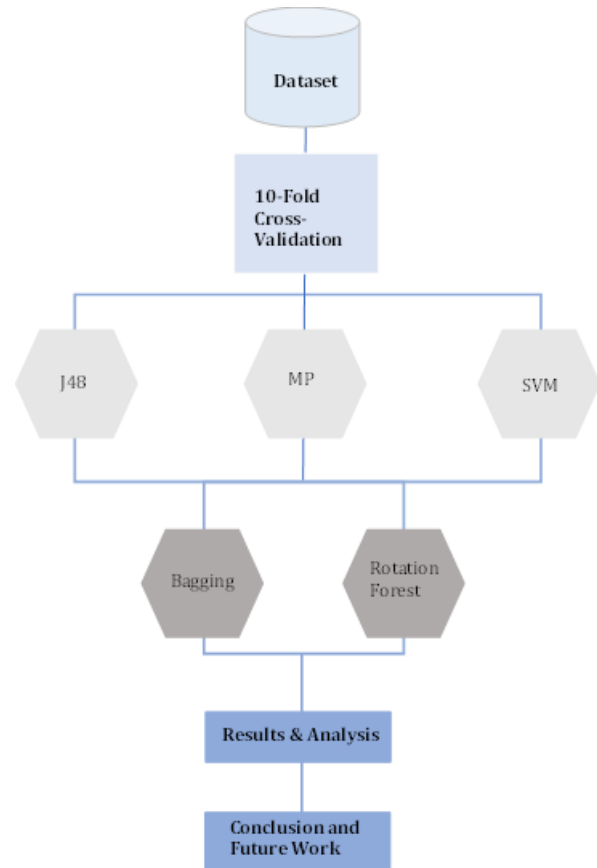 Dataset
10-Fold
Cross-
Validation
J48
MP
SVM
Bagging
Rotation
Forest
Results & Analysis
Conclusion and
Future Work